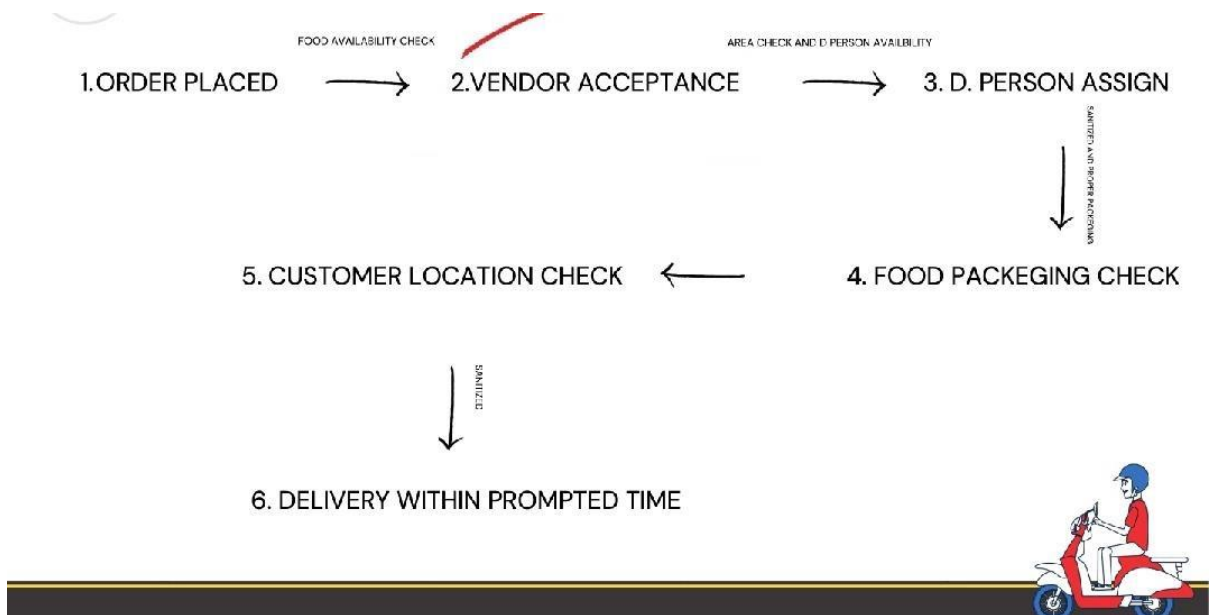 FOOD AVAILABILITY CHECK
AREA CHECK AND D PERSON AVAILBILITY
1.ORDER PLACED
2.VENDOR ACCEPTANCE
3. D. PERSON ASSIGN
SANITIZED AND PROPER PACKEGING
4. FOOD PACKEGING CHECK
5. CUSTOMER LOCATION CHECK
SANITIZED
6. DELIVERY WITHIN PROMPTED TIME